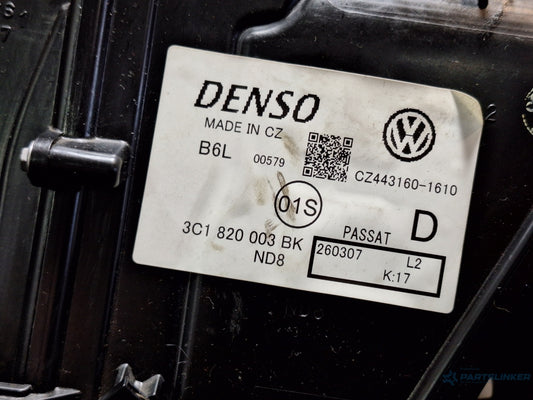 DENSO
MADE IN CZ
B6L 00579
CZ443160-1610
01S
3C1 820 003 BK
ND8
PASSAT D
260307 L2
K:17
PARTSLINKER